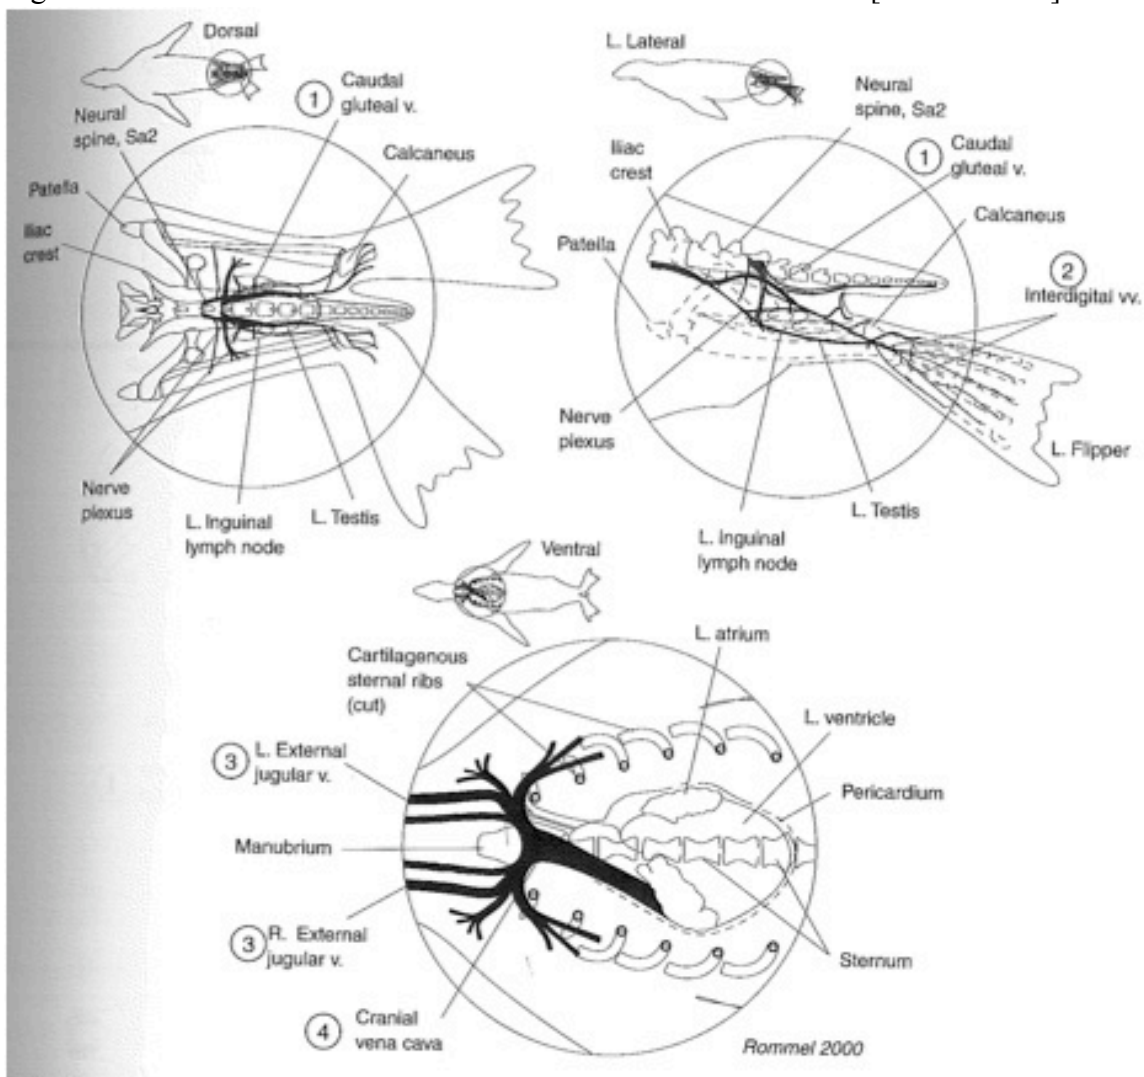 Dorsal
1 Caudal
gluteal v.
Neural
spine, Sa2
Calcaneus
Patella
Iliac
crest
Nerve
plexus
L. Inguinal
lymph node
L. Testis
L. Lateral
Neural
spine, Sa2
Iliac
crest
1 Caudal
gluteal v.
Calcaneus
Patella
2
Interdigital vv.
Nerve
plexus
L. Flipper
L. Testis
L. Inguinal
lymph node
Ventral
L. atrium
Cartilagenous
sternal ribs
(cut)
L. ventricle
3 L. External
jugular v.
Pericardium
Manubrium
3 R. External
jugular v.
Sternum
4 Cranial
vena cava
Rommel 2000